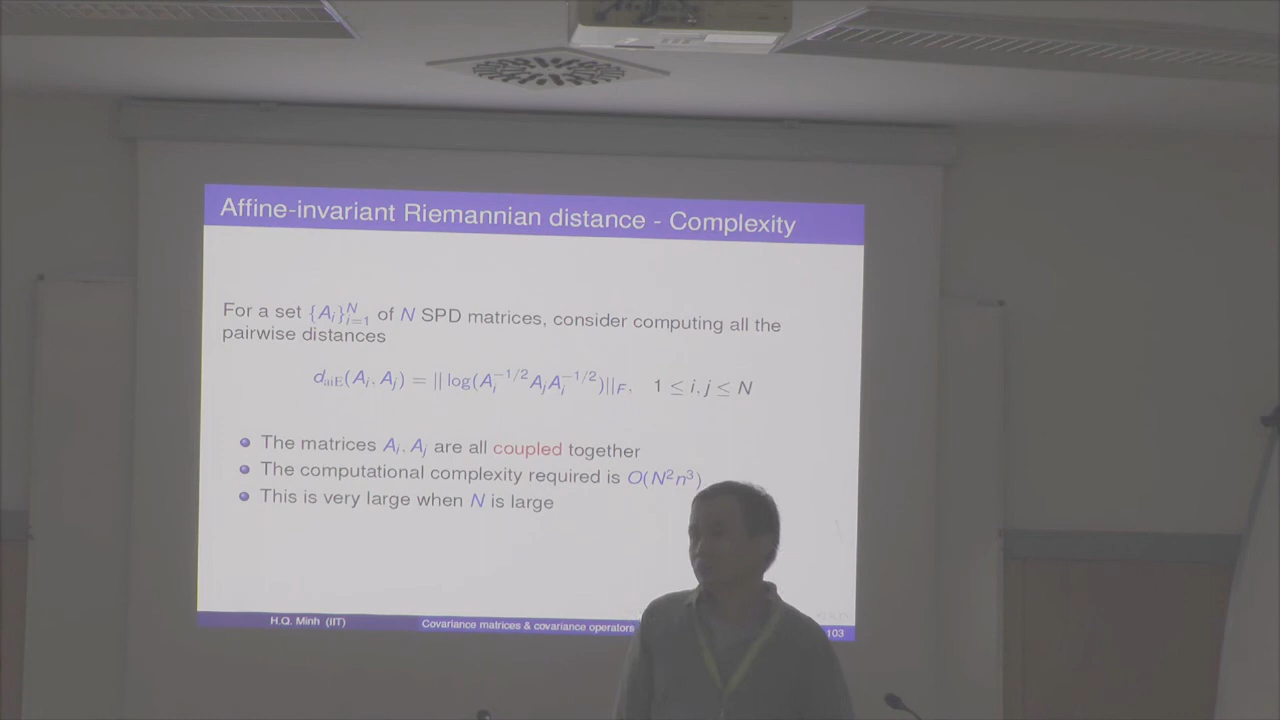 Affine-invariant Riemannian distance - Complexity
For a set {A_i}_{i=1}^N of N SPD matrices, consider computing all the
pairwise distances
d_{aiE}(A_i, A_j) = || log(A_i^{-1/2} A_j A_i^{-1/2})||_F,   1 ≤ i, j ≤ N
The matrices A_i, A_j are all coupled together
The computational complexity required is O(N²n³)
This is very large when N is large
H.Q. Minh (IIT) Covariance matrices & covariance operators 103